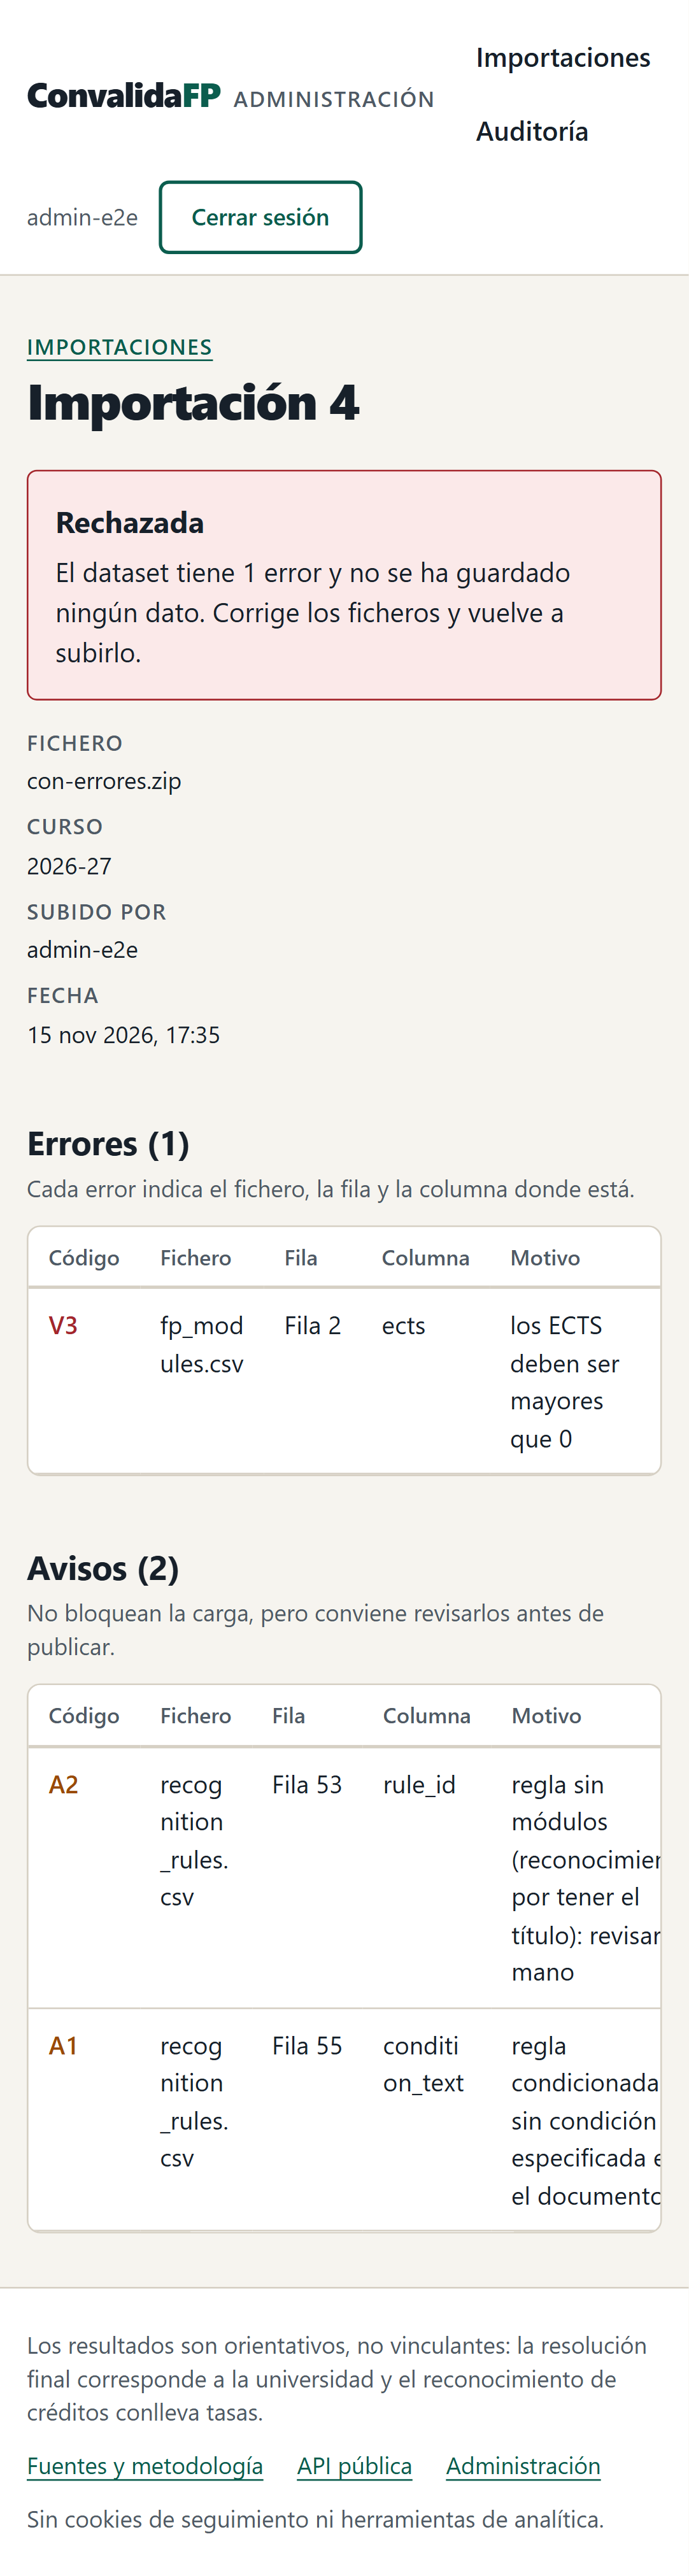 ConvalidaFP ADMINISTRACIÓN
Importaciones
Auditoría
admin-e2e
Cerrar sesión
IMPORTACIONES
Importación 4
Rechazada
El dataset tiene 1 error y no se ha guardado
ningún dato. Corrige los ficheros y vuelve a
subirlo.
FICHERO
con-errores.zip
CURSO
2026-27
SUBIDO POR
admin-e2e
FECHA
15 nov 2026, 17:35
Errores (1)
Cada error indica el fichero, la fila y la columna donde está.
Código Fichero Fila Columna Motivo
V3 fp_mod Fila 2 ects los ECTS
ules.csv deben ser
mayores
que 0
Avisos (2)
No bloquean la carga, pero conviene revisarlos antes de
publicar.
Código Fichero Fila Columna Motivo
A2 recog Fila 53 rule_id regla sin
nition módulos
_rules. (reconocimier
csv por tener el
título): revisar
mano
A1 recog Fila 55 conditi regla
nition on_text condicionada
_rules. sin condición
csv especificada e
el documento
Los resultados son orientativos, no vinculantes: la resolución
final corresponde a la universidad y el reconocimiento de
créditos conlleva tasas.
Fuentes y metodología API pública Administración
Sin cookies de seguimiento ni herramientas de analítica.